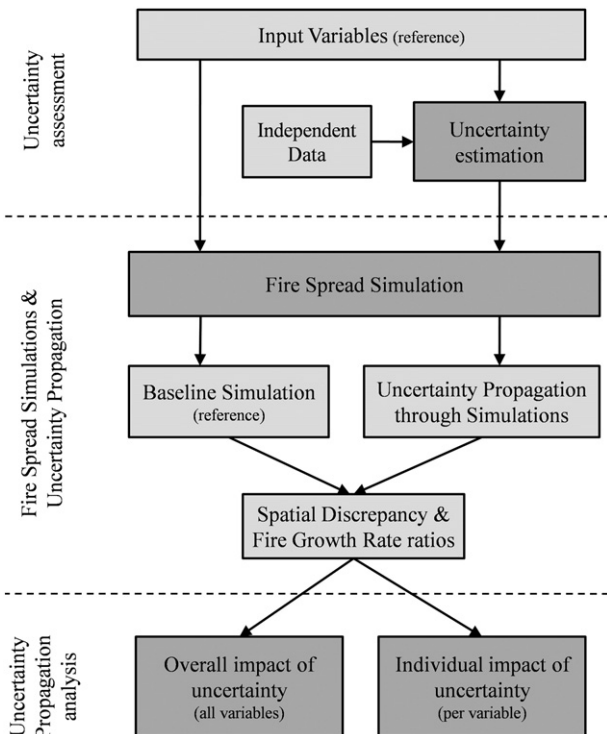 Uncertainty
assessment
Input Variables (reference)
Independent
Data
Uncertainty
estimation
Fire Spread Simulations &
Uncertainty Propagation
Fire Spread Simulation
Baseline Simulation
(reference)
Uncertainty Propagation
through Simulations
Spatial Discrepancy &
Fire Growth Rate ratios
Uncertainty
Propagation
analysis
Overall impact of
uncertainty
(all variables)
Individual impact of
uncertainty
(per variable)